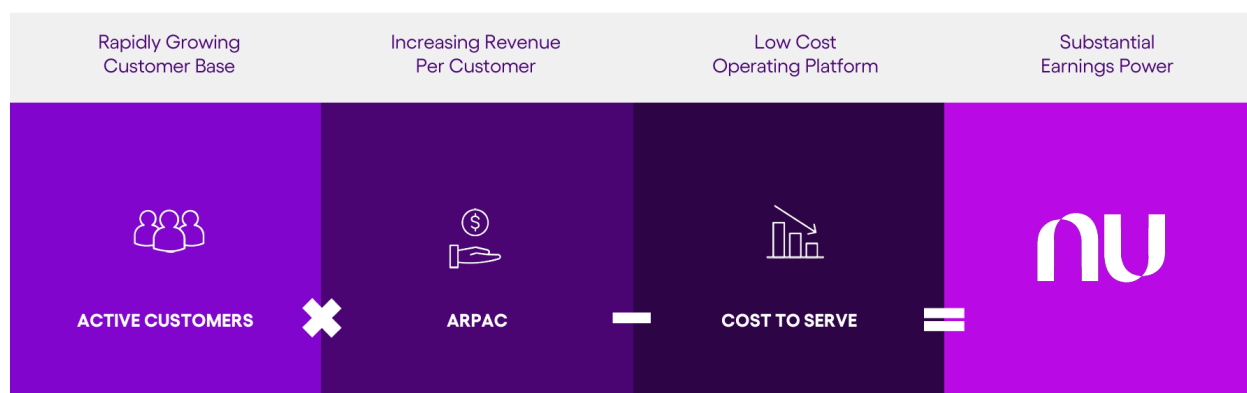 Rapidly Growing
Customer Base
Increasing Revenue
Per Customer
Low Cost
Operating Platform
Substantial
Earnings Power
$
nu
ACTIVE CUSTOMERS
✖
ARPAC
−
COST TO SERVE
=